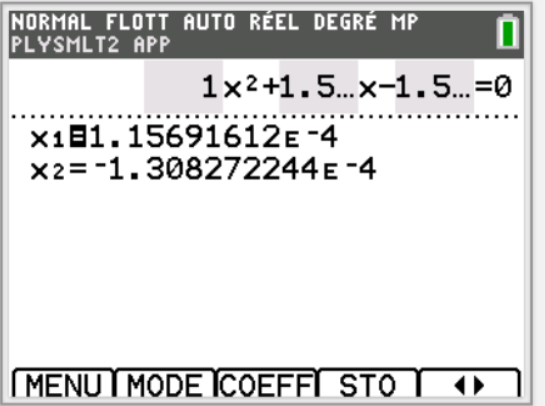 NORMAL FLOTT AUTO RÉEL DEGRÉ MP
PLYSMLT2 APP
1x²+1.5…x-1.5…=0
x₁=1.15691612ᴇ-4
x₂=-1.308272244ᴇ-4
MENU MODE COEFF STO ◄►